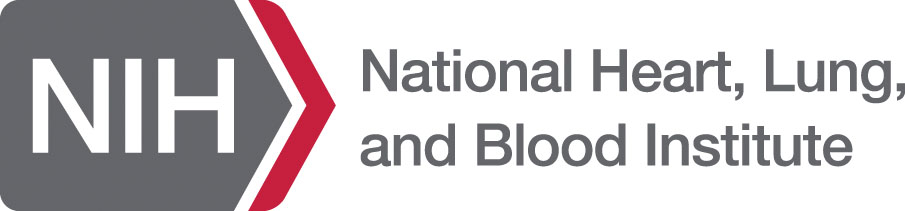 NIH
National Heart, Lung,
and Blood Institute